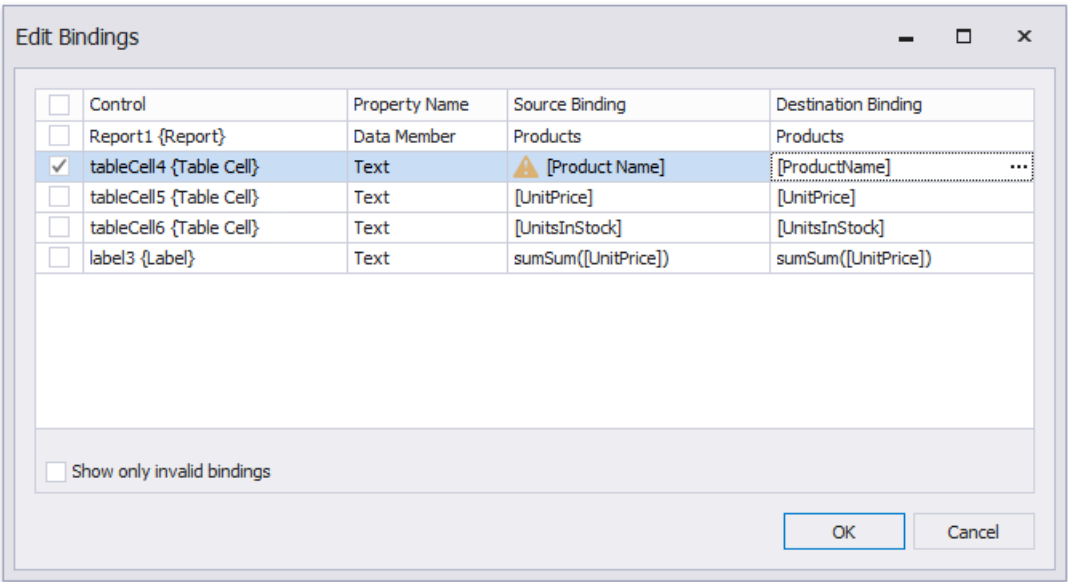 Edit Bindings
Control Property Name Source Binding Destination Binding
Report1 {Report} Data Member Products Products
tableCell4 {Table Cell} Text [Product Name] [ProductName] ...
tableCell5 {Table Cell} Text [UnitPrice] [UnitPrice]
tableCell6 {Table Cell} Text [UnitsInStock] [UnitsInStock]
label3 {Label} Text sumSum([UnitPrice]) sumSum([UnitPrice])
Show only invalid bindings
OK Cancel